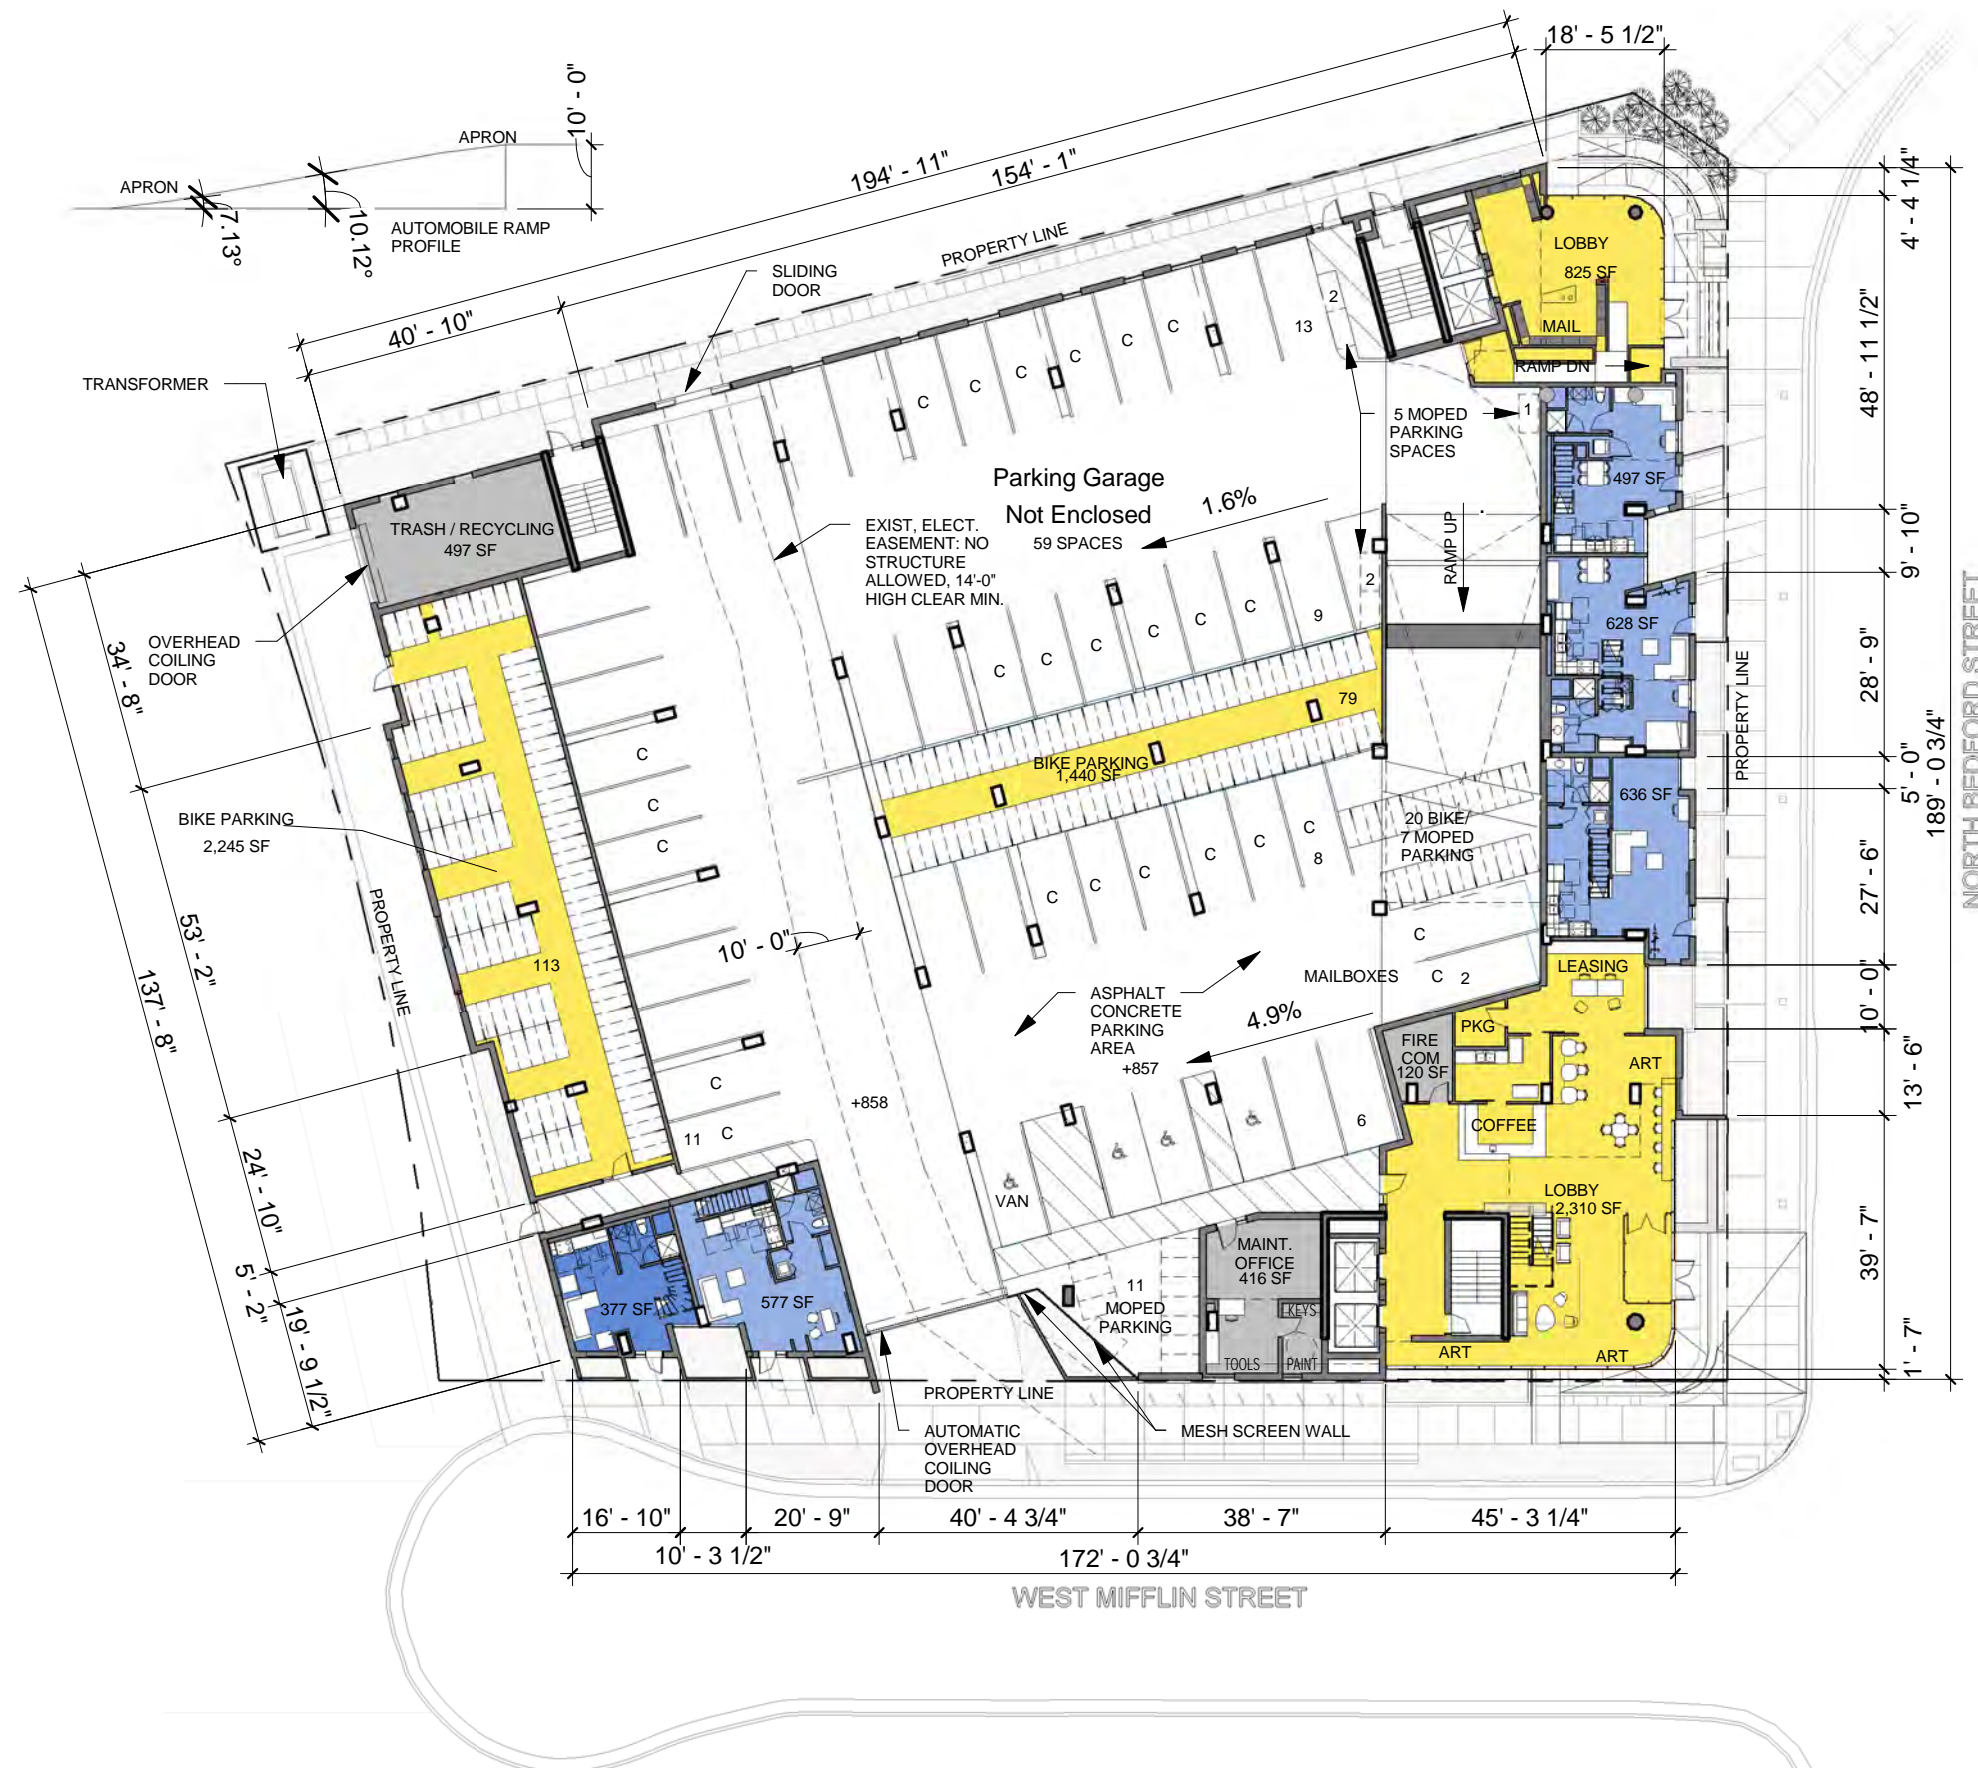 18' - 5 1/2"
10' - 0"
APRON
APRON
7.13°
10.12°
AUTOMOBILE RAMP
PROFILE
194' - 11"
154' - 1"
40' - 10"
PROPERTY LINE
SLIDING
DOOR
TRANSFORMER
4' - 4 1/4"
48' - 11 1/2"
9' - 10"
28' - 9"
5' - 0"
27' - 6"
10' - 0"
13' - 6"
39' - 7"
1' - 7"
189' - 0 3/4"
NORTH BEDFORD STREET
PROPERTY LINE
LOBBY
825 SF
MAIL
RAMP DN
2
13
C
C
C
C
C
C
5 MOPED
PARKING
SPACES
1
497 SF
Parking Garage
Not Enclosed
59 SPACES
1.6%
RAMP UP
EXIST, ELECT.
EASEMENT: NO
STRUCTURE
ALLOWED, 14'-0"
HIGH CLEAR MIN.
TRASH / RECYCLING
497 SF
OVERHEAD
COILING
DOOR
2
9
C
C
C
C
C
C
628 SF
79
BIKE PARKING
1,440 SF
636 SF
20 BIKE/
7 MOPED
PARKING
C
C
C
C
C
C
8
BIKE PARKING
2,245 SF
113
C
C
C
C
11
C
PROPERTY LINE
34' - 8"
53' - 2"
137' - 8"
24' - 10"
5' - 2"
19' - 9 1/2"
10' - 0"
ASPHALT
CONCRETE
PARKING
AREA
+857
+858
MAILBOXES
C
C
2
4.9%
LEASING
PKG
FIRE
COM
120 SF
ART
COFFEE
6
VAN
LOBBY
2,310 SF
MAINT.
OFFICE
416 SF
KEYS
TOOLS
PAINT
11
MOPED
PARKING
377 SF
577 SF
ART
ART
PROPERTY LINE
AUTOMATIC
OVERHEAD
COILING
DOOR
MESH SCREEN WALL
16' - 10"
20' - 9"
40' - 4 3/4"
38' - 7"
45' - 3 1/4"
10' - 3 1/2"
172' - 0 3/4"
WEST MIFFLIN STREET